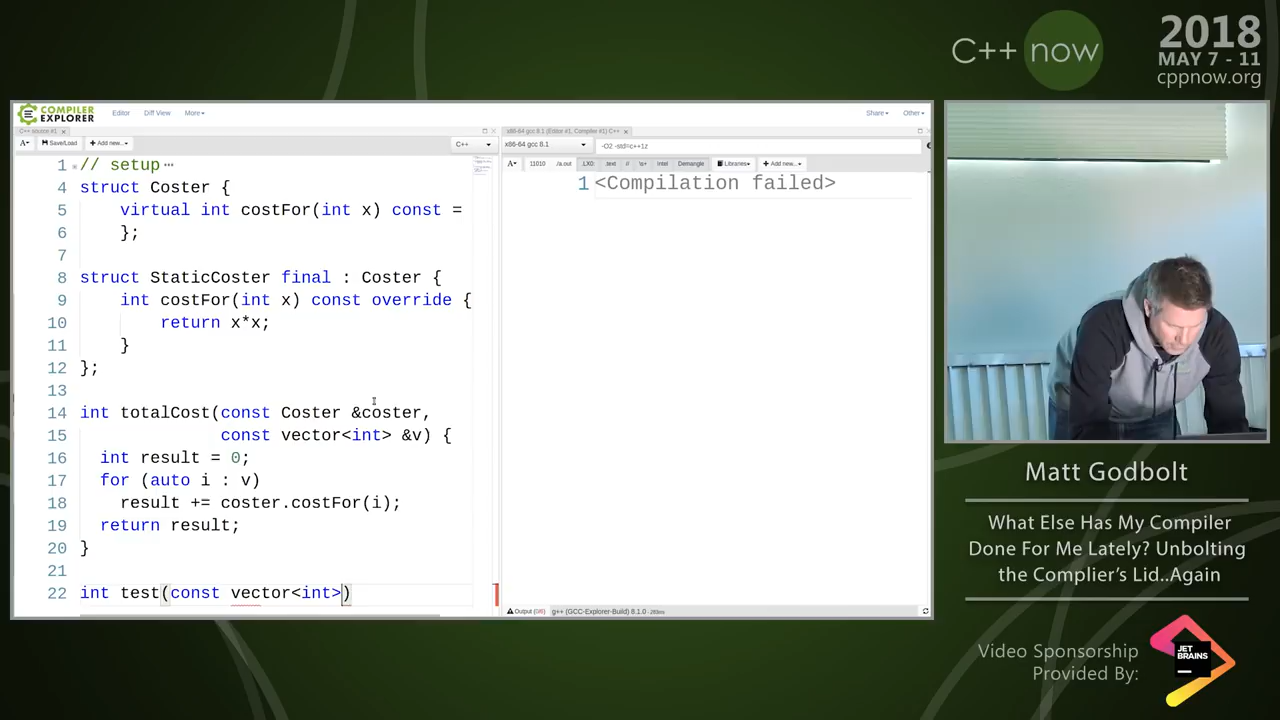 C++ now
2018
MAY 7 - 11
cppnow.org
COMPILER
EXPLORER
Editor
Diff View
More
Share
Other
C++ source #1 x
x86-64 gcc 8.1 (Editor #1, Compiler #1) C++ x
A
Save/Load
+ Add new...
C++
x86-64 gcc 8.1
-O2 -std=c++1z
A
11010
./a.out
.LX0:
.text
//
\s+
Intel
Demangle
Libraries
+ Add new...
1 // setup ⋯
4 struct Coster {
5 virtual int costFor(int x) const =
6 };
7
8 struct StaticCoster final : Coster {
9 int costFor(int x) const override {
10 return x*x;
11 }
12 };
13
14 int totalCost(const Coster &coster,
15 const vector<int> &v) {
16 int result = 0;
17 for (auto i : v)
18 result += coster.costFor(i);
19 return result;
20 }
21
22 int test(const vector<int>)
1 <Compilation failed>
Output (0/6) g++ (GCC-Explorer-Build) 8.1.0
Matt Godbolt
What Else Has My Compiler
Done For Me Lately? Unbolting
the Complier's Lid..Again
Video Sponsorship
Provided By:
JET
BRAINS